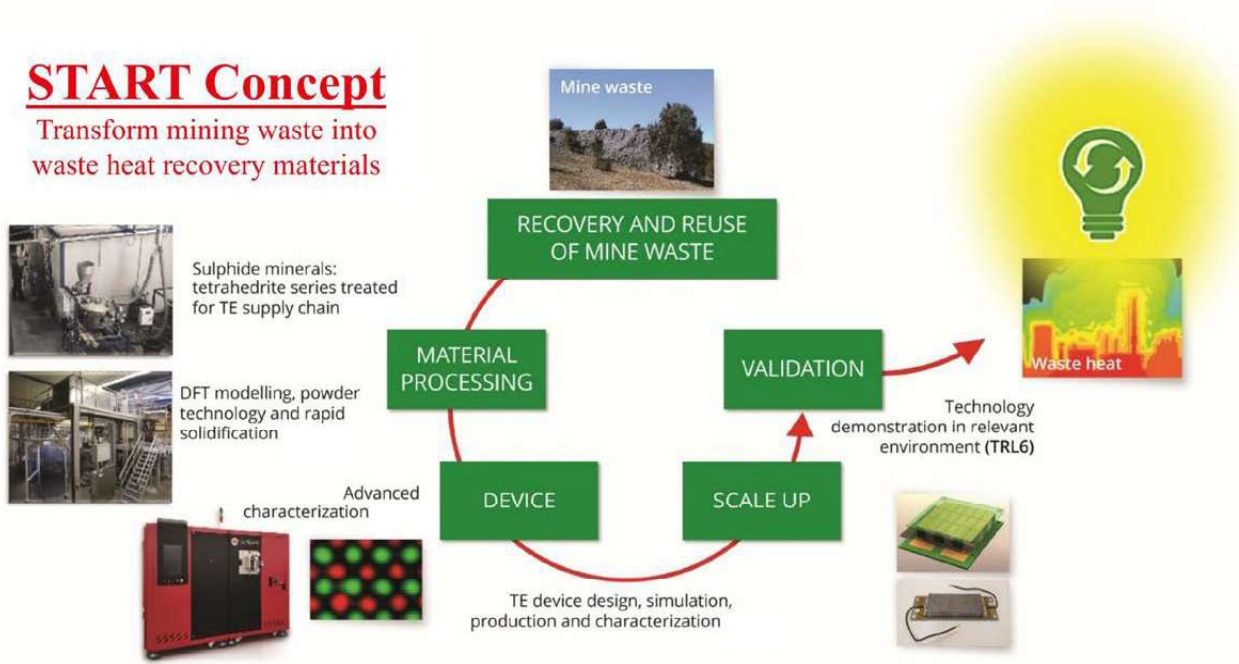 START Concept
Transform mining waste into
waste heat recovery materials
Mine waste
RECOVERY AND REUSE
OF MINE WASTE
Sulphide minerals:
tetrahedrite series treated
for TE supply chain
MATERIAL
PROCESSING
DFT modelling, powder
technology and rapid
solidification
Advanced
characterization
DEVICE
TE device design, simulation,
production and characterization
SCALE UP
VALIDATION
Technology
demonstration in relevant
environment (TRL6)
Waste heat